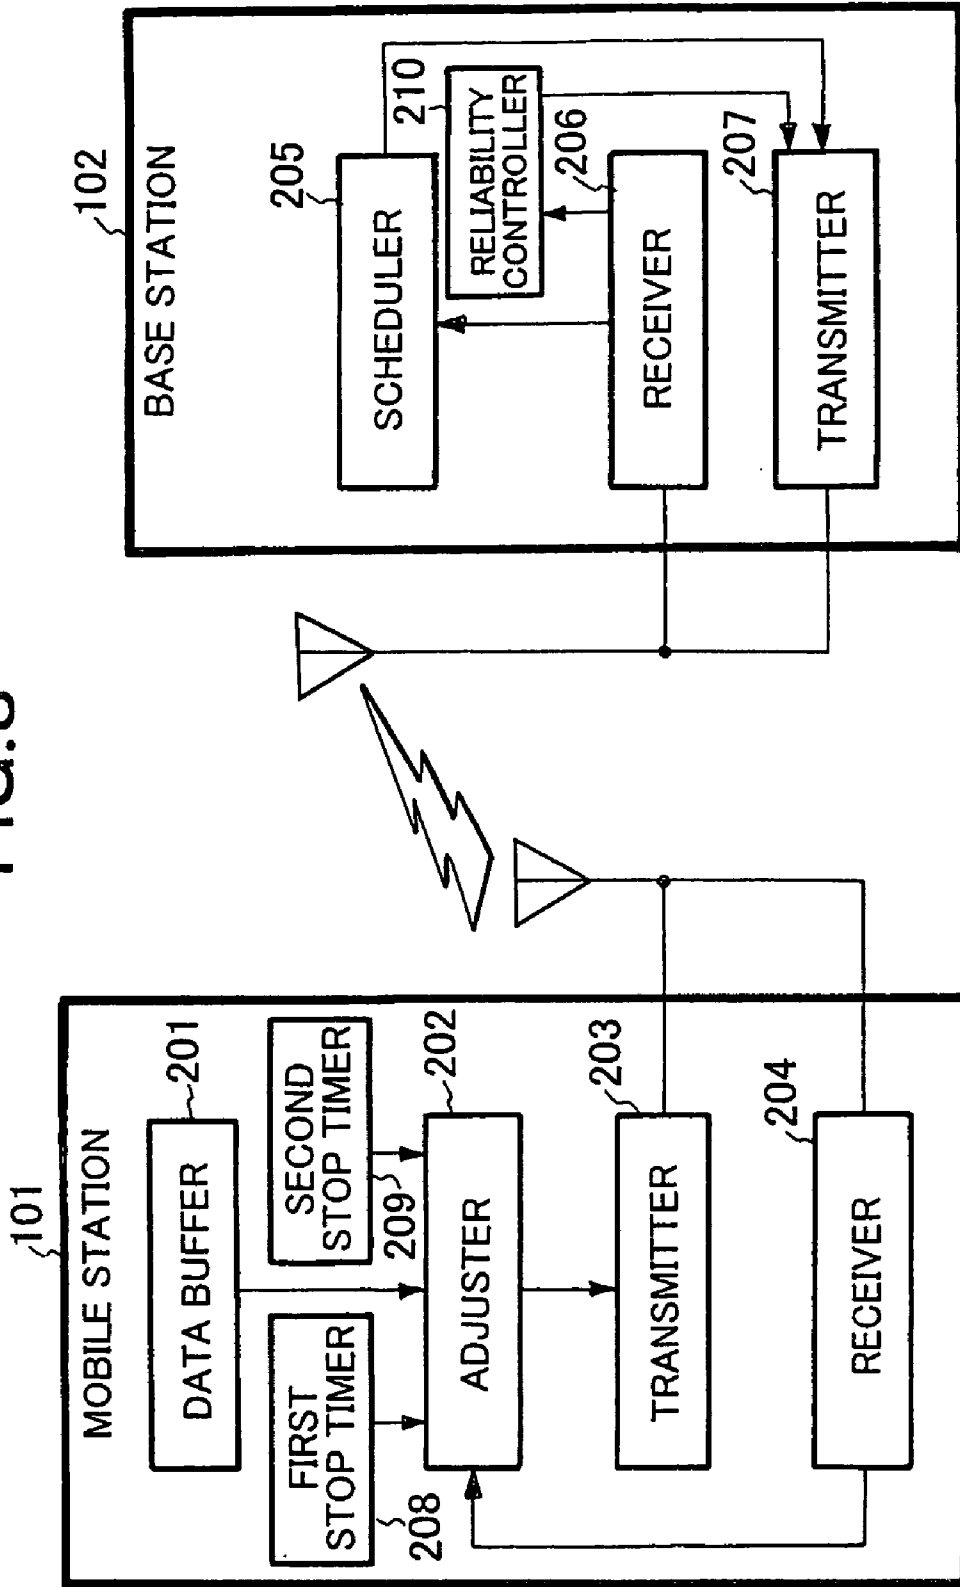 MOBILE STATION
101
DATA BUFFER
201
FIRST
STOP TIMER
208
SECOND
STOP TIMER
209
ADJUSTER
202
TRANSMITTER
203
RECEIVER
204
BASE STATION
102
SCHEDULER
205
RELIABILITY
CONTROLLER
210
RECEIVER
206
TRANSMITTER
207